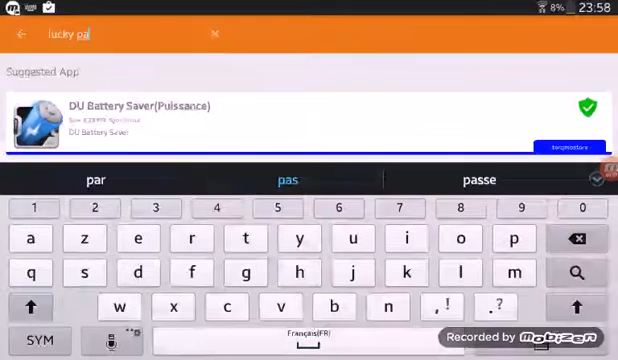 8% 23:58
lucky pa
Suggested App
DU Battery Saver(Puissance)
DU Battery Saver
par pas passe
1 2 3 4 5 6 7 8 9 0
a z e r t y u i o p
q s d f g h j k l m
w x c v b n ,! .?
SYM Français(FR)
Recorded by mobizen